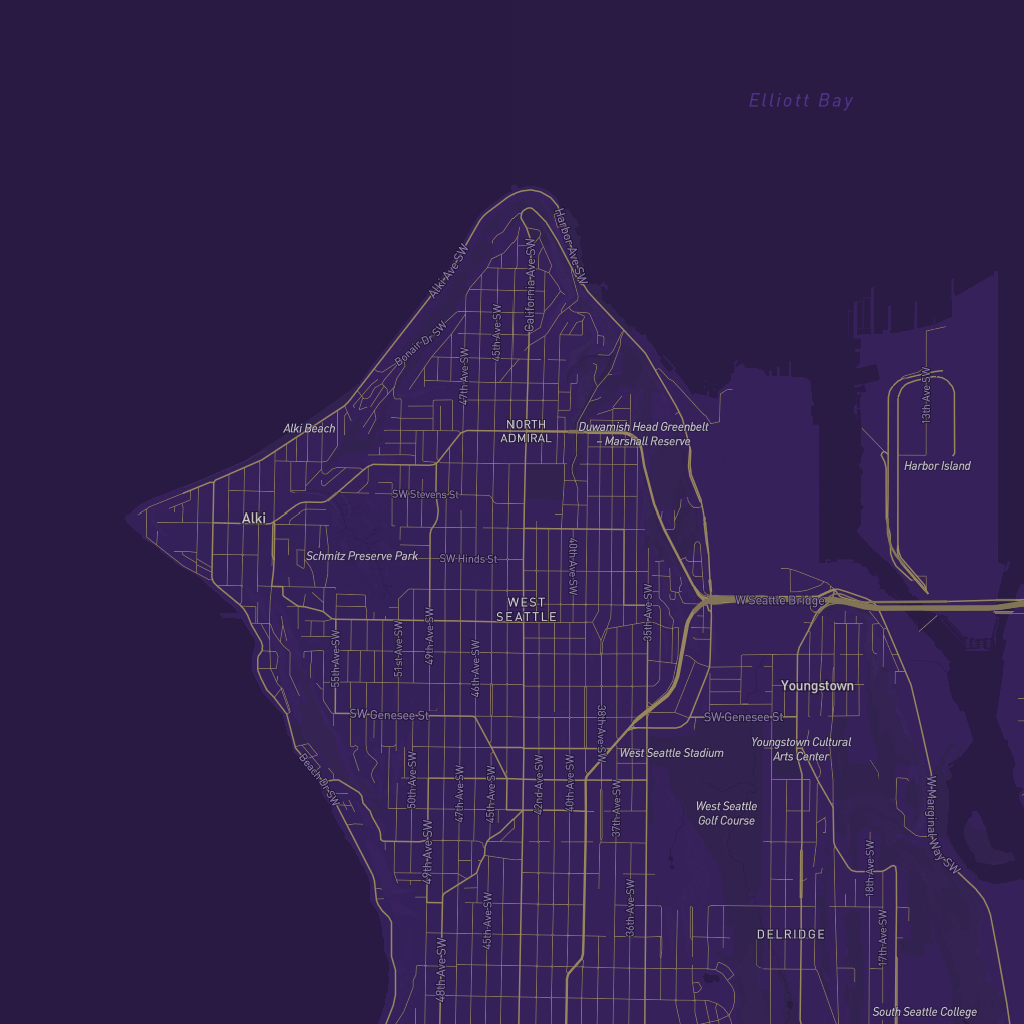 Elliott Bay
Harbor Ave SW
Alki Ave SW
California Ave SW
45th Ave SW
Bonair Dr SW
47th Ave SW
13th Ave SW
Alki Beach
NORTH
ADMIRAL
Duwamish Head Greenbelt
– Marshall Reserve
Harbor Island
SW Stevens St
Alki
Schmitz Preserve Park
SW Hinds St
40th Ave SW
WEST
SEATTLE
35th Ave SW
W Seattle Bridge
49th Ave SW
51st Ave SW
55th Ave SW
46th Ave SW
Youngstown
SW Genesee St
SW Genesee St
38th Ave SW
West Seattle Stadium
Youngstown Cultural
Arts Center
Beach Dr SW
50th Ave SW
47th Ave SW
45th Ave SW
42nd Ave SW
40th Ave SW
37th Ave SW
West Seattle
Golf Course
W Marginal Way SW
49th Ave SW
18th Ave SW
45th Ave SW
36th Ave SW
DELRIDGE
17th Ave SW
48th Ave SW
South Seattle College